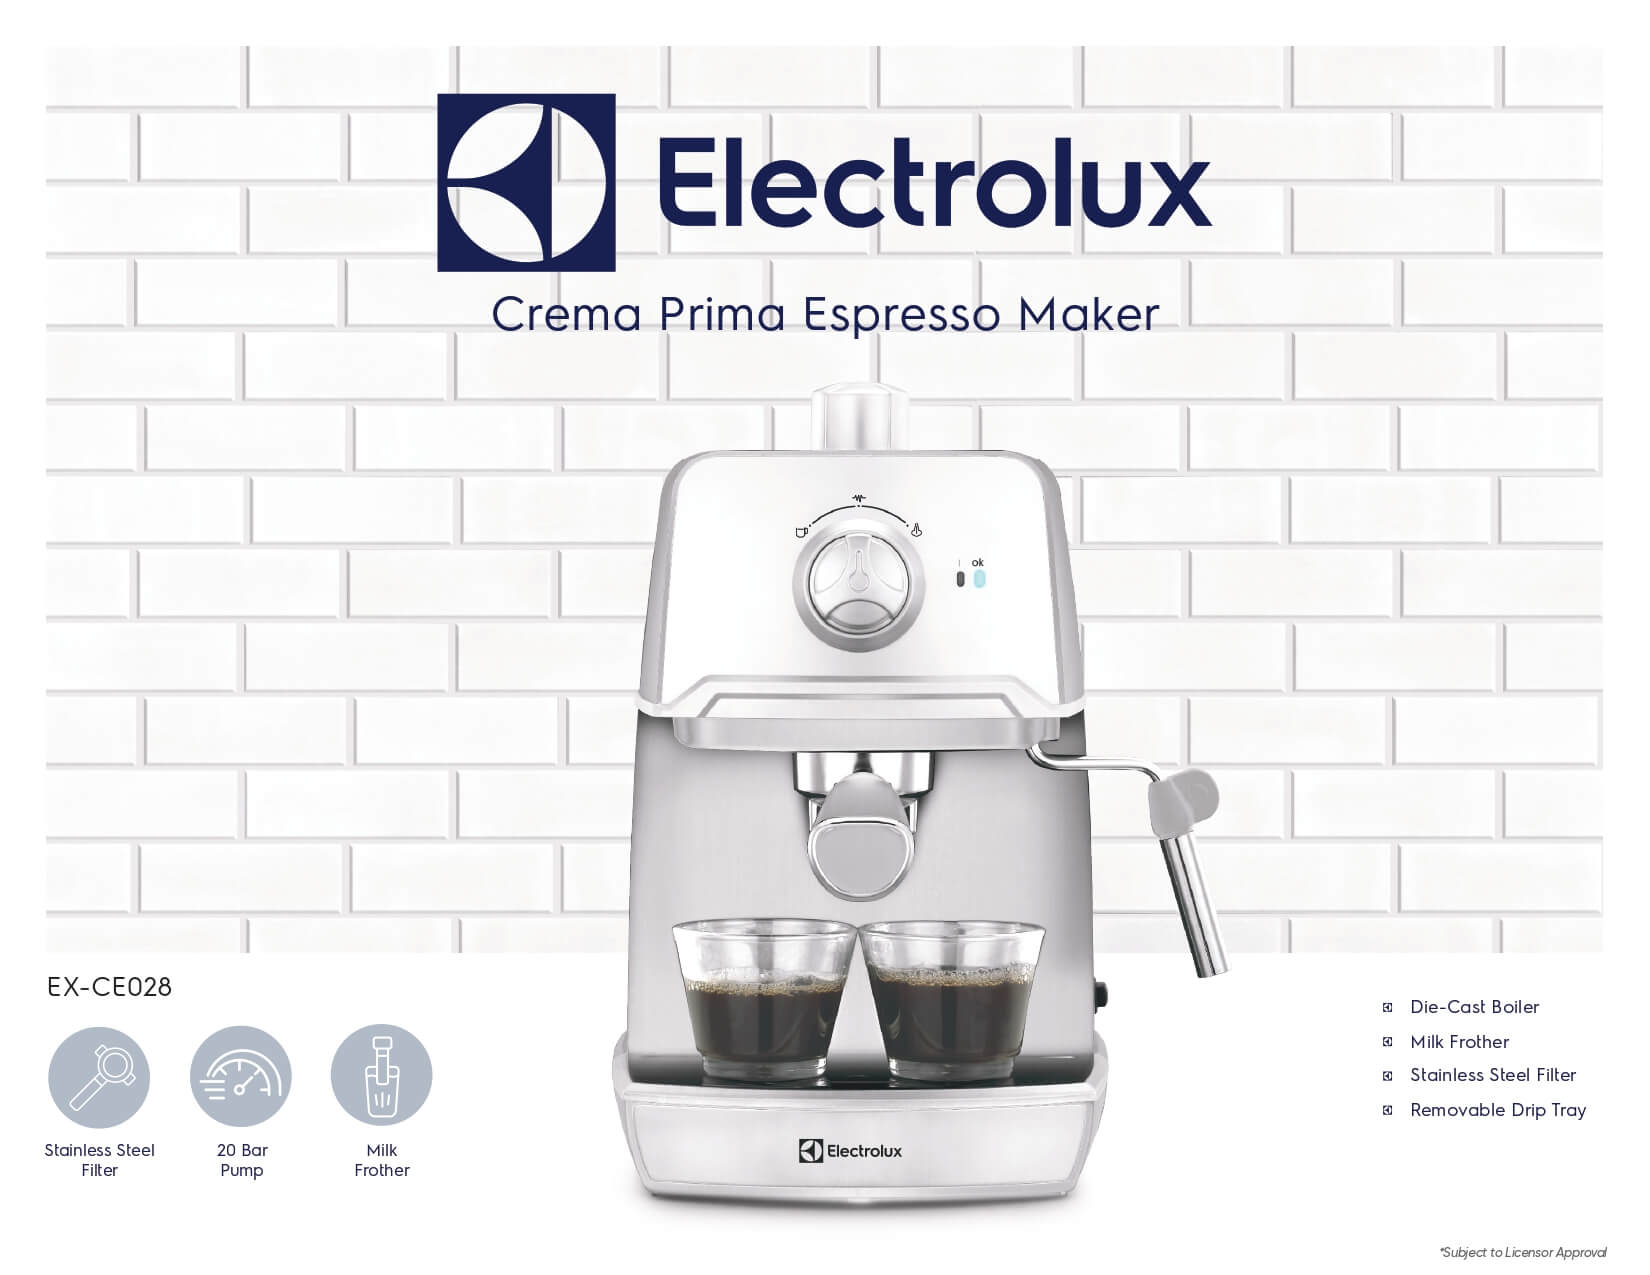 Electrolux
Crema Prima Espresso Maker
ok
EX-CE028
Stainless Steel
Filter
20 Bar
Pump
Milk
Frother
Die-Cast Boiler
Milk Frother
Stainless Steel Filter
Removable Drip Tray
Electrolux
*Subject to Licensor Approval